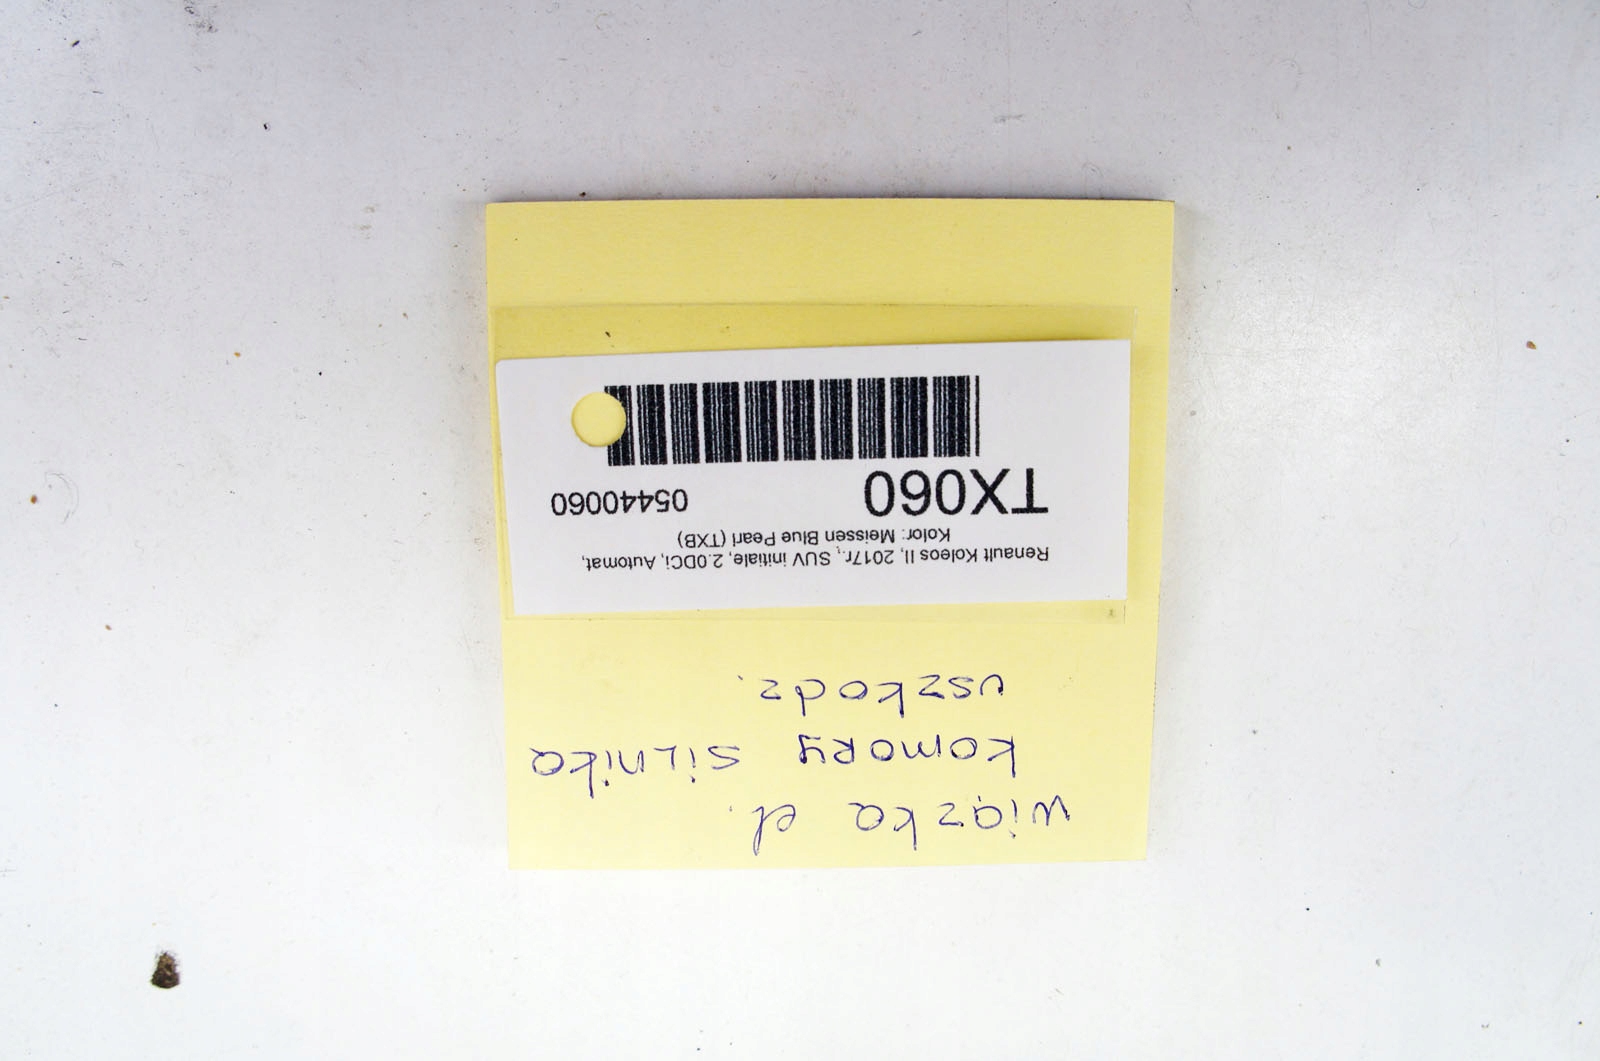 wiązka el.
komory silnika
uszkodz.
Renault Koleos II, 2017r., SUV initiale, 2.0DCi, Automat,
Kolor: Meissen Blue Pearl (TXB)
TX060 05440060